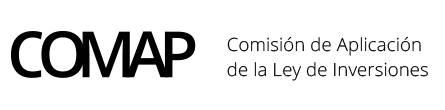 COMAP
Comisión de Aplicación
de la Ley de Inversiones